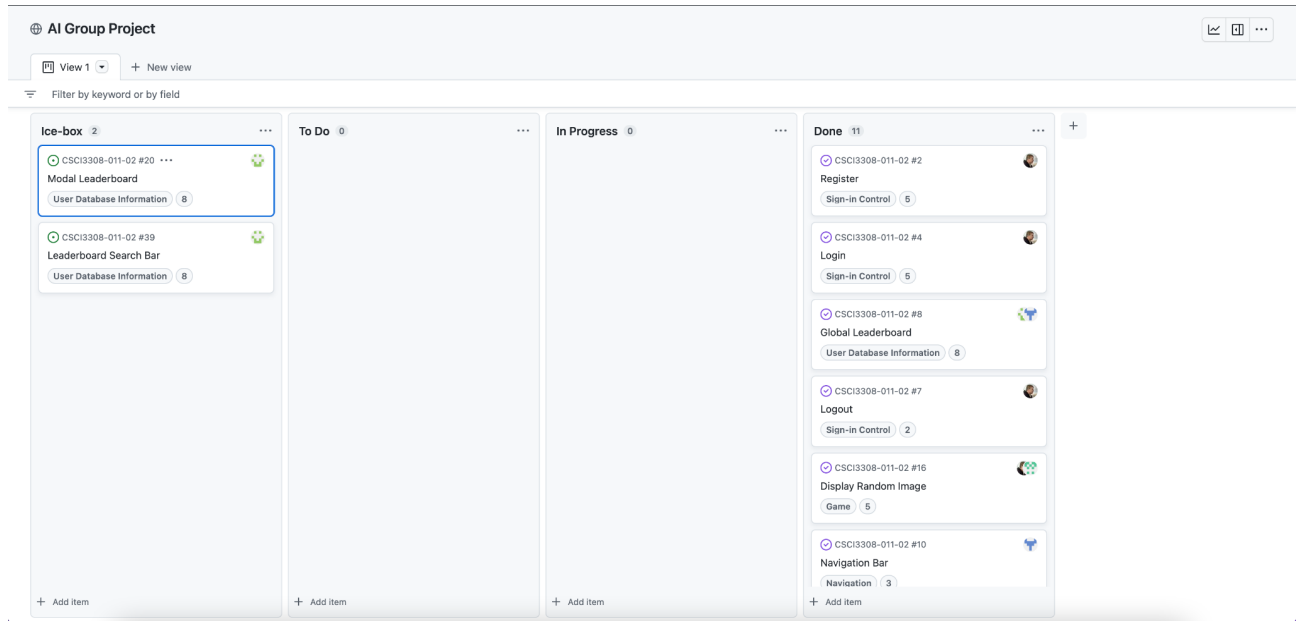 AI Group Project
View 1
+ New view
Filter by keyword or by field
Ice-box 2
CSCI3308-011-02 #20
Modal Leaderboard
User Database Information 8
CSCI3308-011-02 #39
Leaderboard Search Bar
User Database Information 8
+ Add item
To Do 0
+ Add item
In Progress 0
+ Add item
Done 11
CSCI3308-011-02 #2
Register
Sign-in Control 5
CSCI3308-011-02 #4
Login
Sign-in Control 5
CSCI3308-011-02 #8
Global Leaderboard
User Database Information 8
CSCI3308-011-02 #7
Logout
Sign-in Control 2
CSCI3308-011-02 #16
Display Random Image
Game 5
CSCI3308-011-02 #10
Navigation Bar
Navigation 3
+ Add item